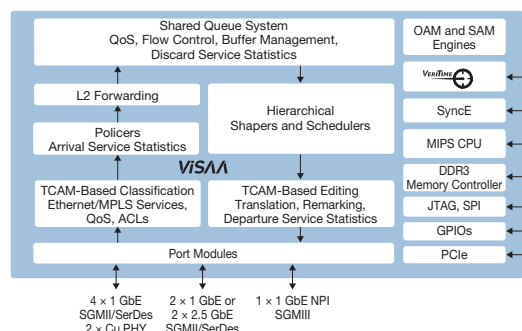 Shared Queue System
QoS, Flow Control, Buffer Management,
Discard Service Statistics
L2 Forwarding
Policers
Arrival Service Statistics
Hierarchical
Shapers and Schedulers
ViSAA
TCAM-Based Classification
Ethernet/MPLS Services,
QoS, ACLs
TCAM-Based Editing
Translation, Remarking,
Departure Service Statistics
Port Modules
4 × 1 GbE
SGMII/SerDes
2 × Cu PHY
2 × 1 GbE or
2 × 2.5 GbE
SGMII/SerDes
1 × 1 GbE NPI
SGMIII
OAM and SAM
Engines
VERITIME
SyncE
MIPS CPU
DDR3
Memory Controller
JTAG, SPI
GPIOs
PCIe